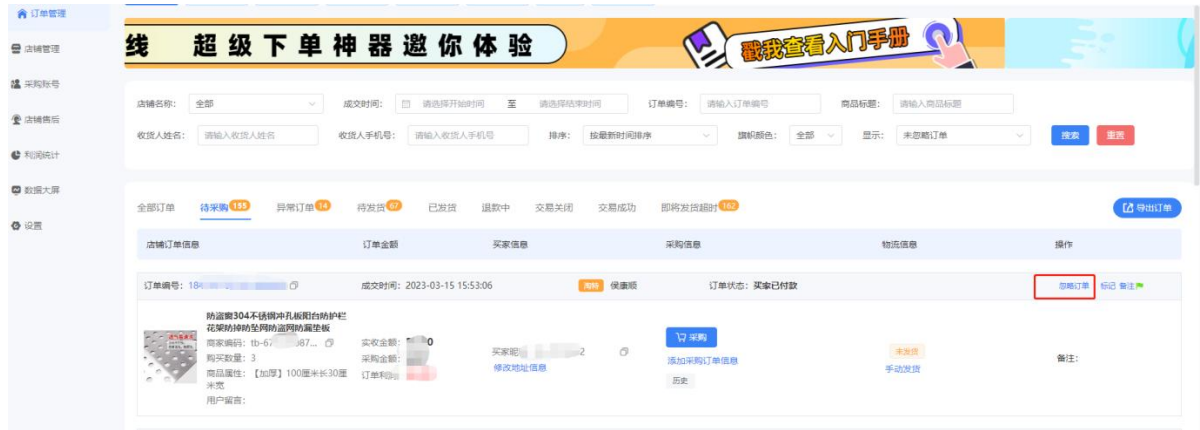 订单管理
店铺管理
采购账号
店铺售后
利润统计
数据大屏
设置
线 超级下单神器邀你体验
戳我查看入门手册
店铺名称： 全部 成交时间： 请选择开始时间 至 请选择结束时间 订单编号： 请输入订单编号 商品标题： 请输入商品标题
收货人姓名： 请输入收货人姓名 收货人手机号： 请输入收货人手机号 排序： 按最新时间排序 旗帜颜色： 全部 显示： 未忽略订单 搜索 重置
全部订单 待采购 155 异常订单 14 待发货 67 已发货 退款中 交易关闭 交易成功 即将发货超时 162 导出订单
店铺订单信息 订单金额 买家信息 采购信息 物流信息 操作
订单编号：18 成交时间：2023-03-15 15:53:06 淘特 侯康顺 订单状态：买家已付款 忽略订单 标记 备注
防盗窗304不锈钢冲孔板阳台防护栏
花架防掉防坠网防盗网防漏垫板
商家编码：tb-67 87...
购买数量：3
商品属性：【加厚】100厘米长30厘
米宽
用户留言：
实收金额： 0
采购金额：
订单利
买家昵 2
修改地址信息
采购
添加采购订单信息
历史
未发货
手动发货
备注：